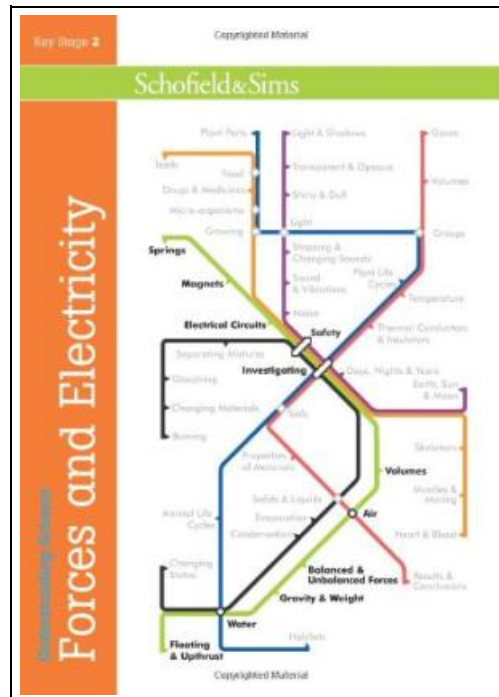 Key Stage 2
Copyrighted Material
Schofield&Sims
Understanding Science
Forces and Electricity
Plant Parts
Light & Shadows
Gases
Teeth
Food
Transparent & Opaque
Volumes
Drugs & Medicines
Shiny & Dull
Micro-organisms
Light
Growing
Groups
Springs
Shaping &
Changing Sounds
Plant Life
Cycles
Magnets
Sound
& Vibrations
Temperature
Noise
Electrical Circuits
Safety
Thermal Conductors
& Insulators
Separating Mixtures
Investigating
Days, Nights & Years
Dissolving
Earth, Sun
& Moon
Changing Materials
Soils
Burning
Properties
of Materials
Skeletons
Volumes
Solids & Liquids
Muscles &
Moving
Animal Life
Cycles
Evaporation
Air
Condensation
Heart & Blood
Changing
States
Balanced &
Unbalanced Forces
Results &
Conclusions
Gravity & Weight
Water
Floating
& Upthrust
Habitats
Copyrighted Material